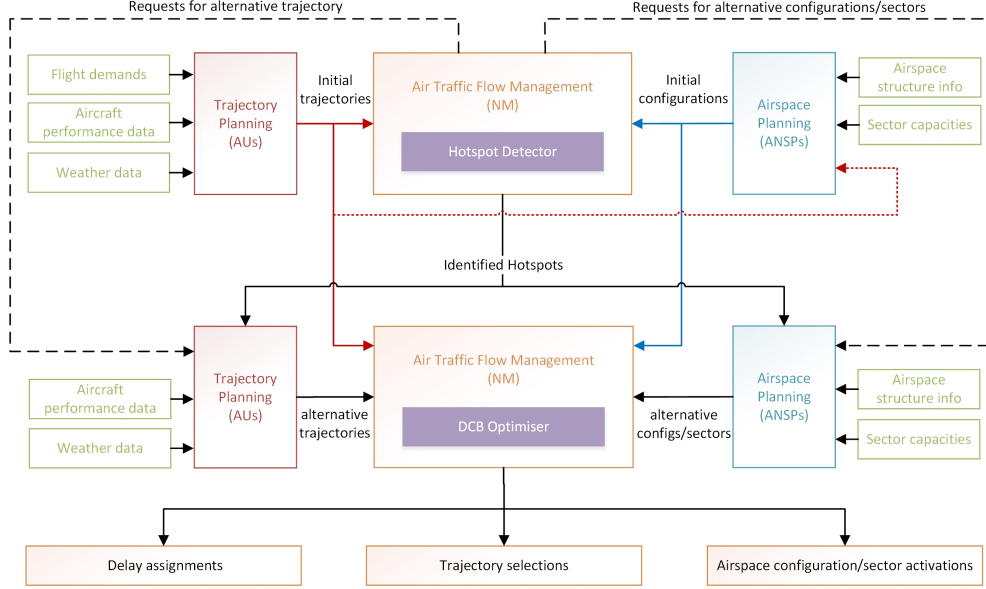 Requests for alternative trajectory
Requests for alternative configurations/sectors
Flight demands
Aircraft
performance data
Weather data
Trajectory
Planning
(AUs)
Initial
trajectories
Air Traffic Flow Management
(NM)
Hotspot Detector
Initial
configurations
Airspace
Planning
(ANSPs)
Airspace
structure info
Sector capacities
Identified Hotspots
Aircraft
performance data
Weather data
Trajectory
Planning
(AUs)
alternative
trajectories
Air Traffic Flow Management
(NM)
DCB Optimiser
alternative
configs/sectors
Airspace
Planning
(ANSPs)
Airspace
structure info
Sector capacities
Delay assignments
Trajectory selections
Airspace configuration/sector activations